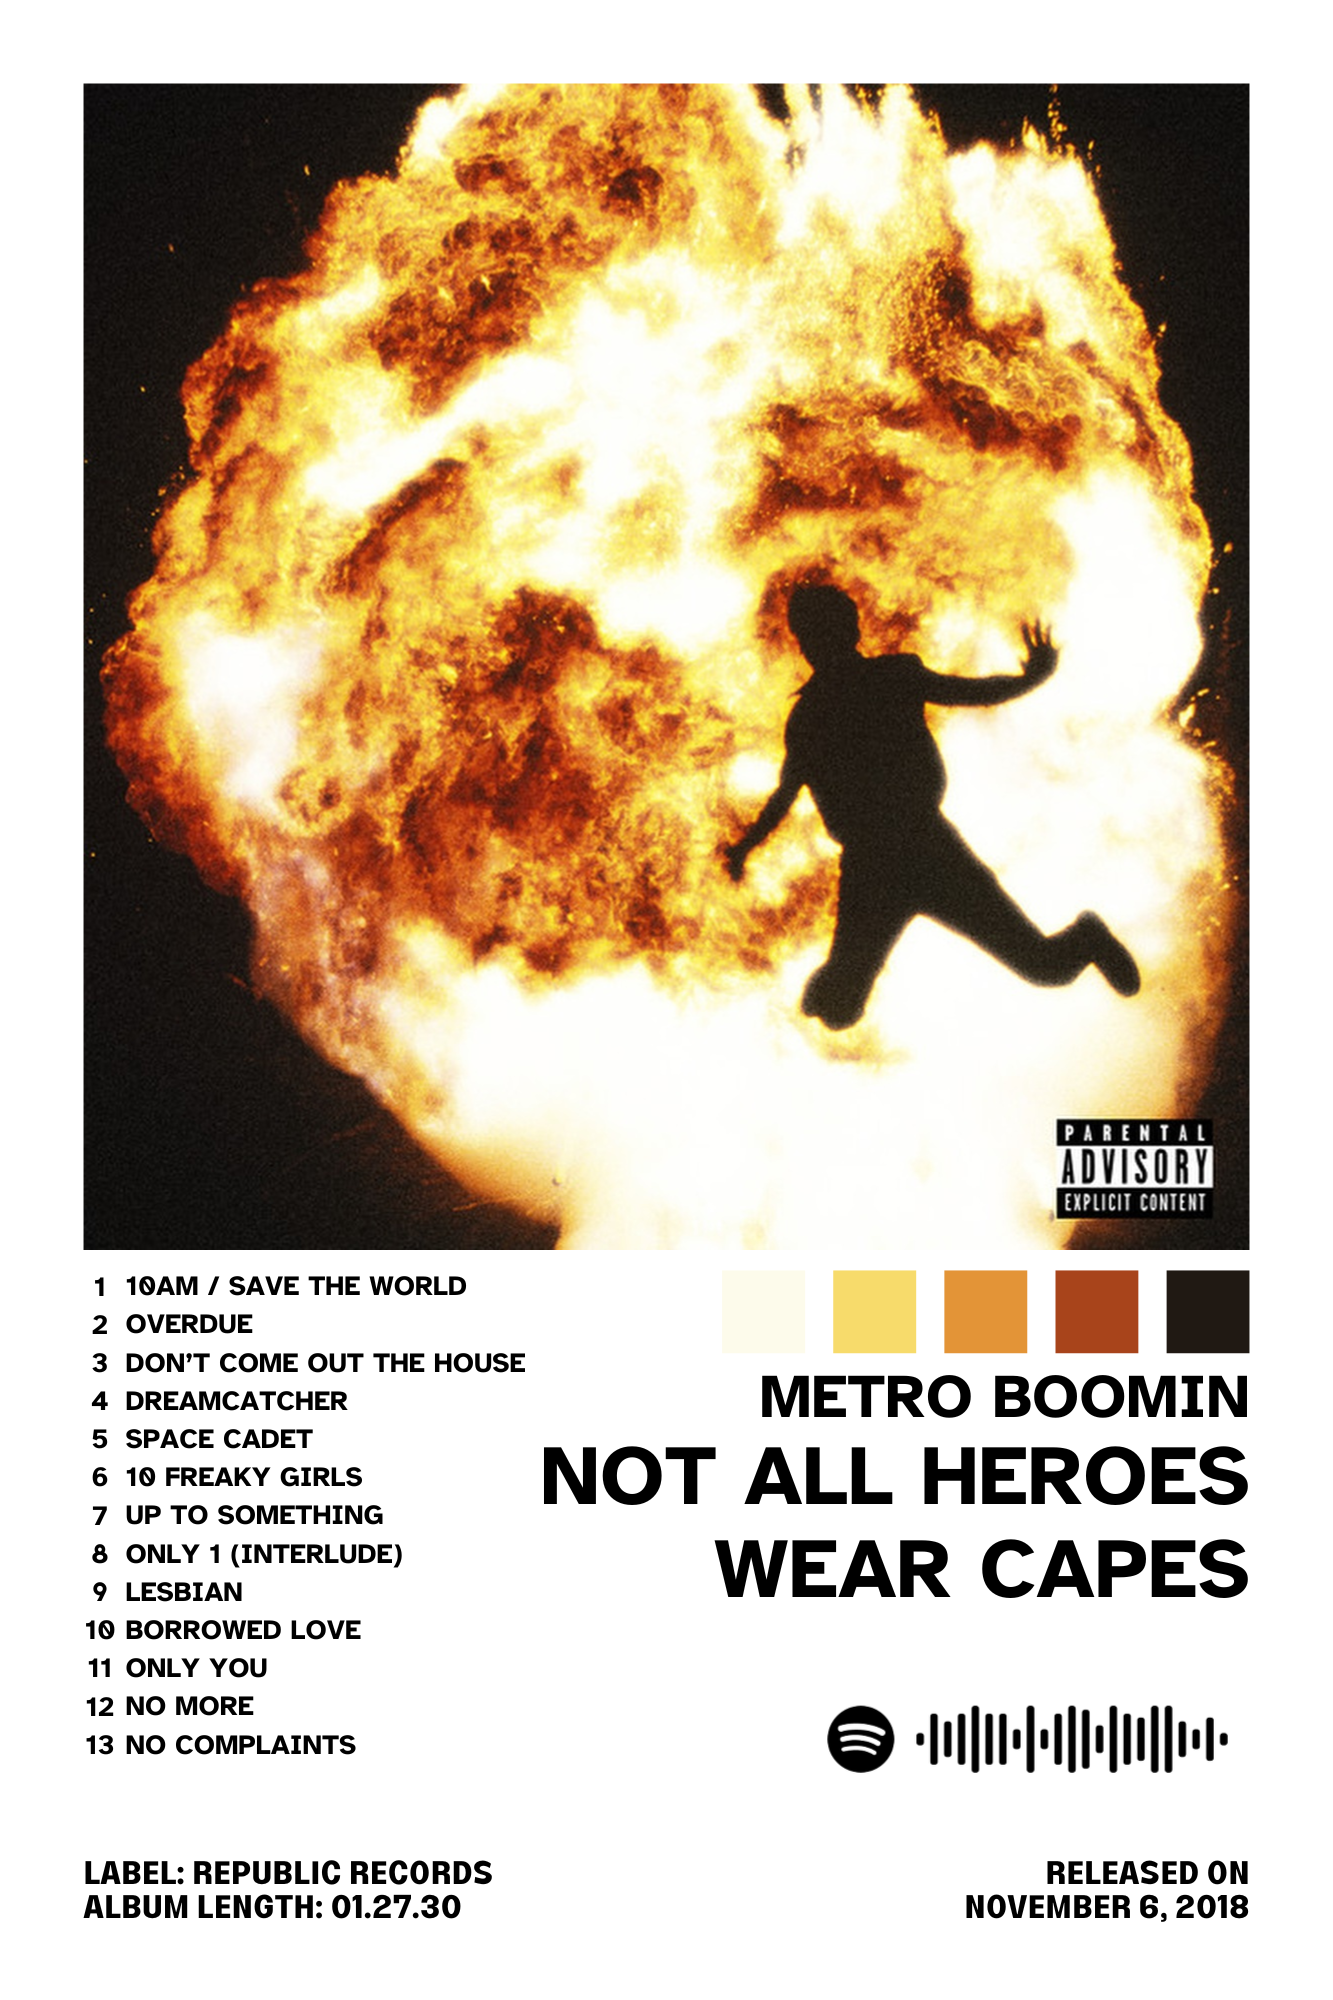 PARENTAL
ADVISORY
EXPLICIT CONTENT
1 10AM / SAVE THE WORLD
2 OVERDUE
3 DON'T COME OUT THE HOUSE
4 DREAMCATCHER
5 SPACE CADET
6 10 FREAKY GIRLS
7 UP TO SOMETHING
8 ONLY 1 (INTERLUDE)
9 LESBIAN
10 BORROWED LOVE
11 ONLY YOU
12 NO MORE
13 NO COMPLAINTS
METRO BOOMIN
NOT ALL HEROES
WEAR CAPES
LABEL: REPUBLIC RECORDS
ALBUM LENGTH: 01.27.30
RELEASED ON
NOVEMBER 6, 2018